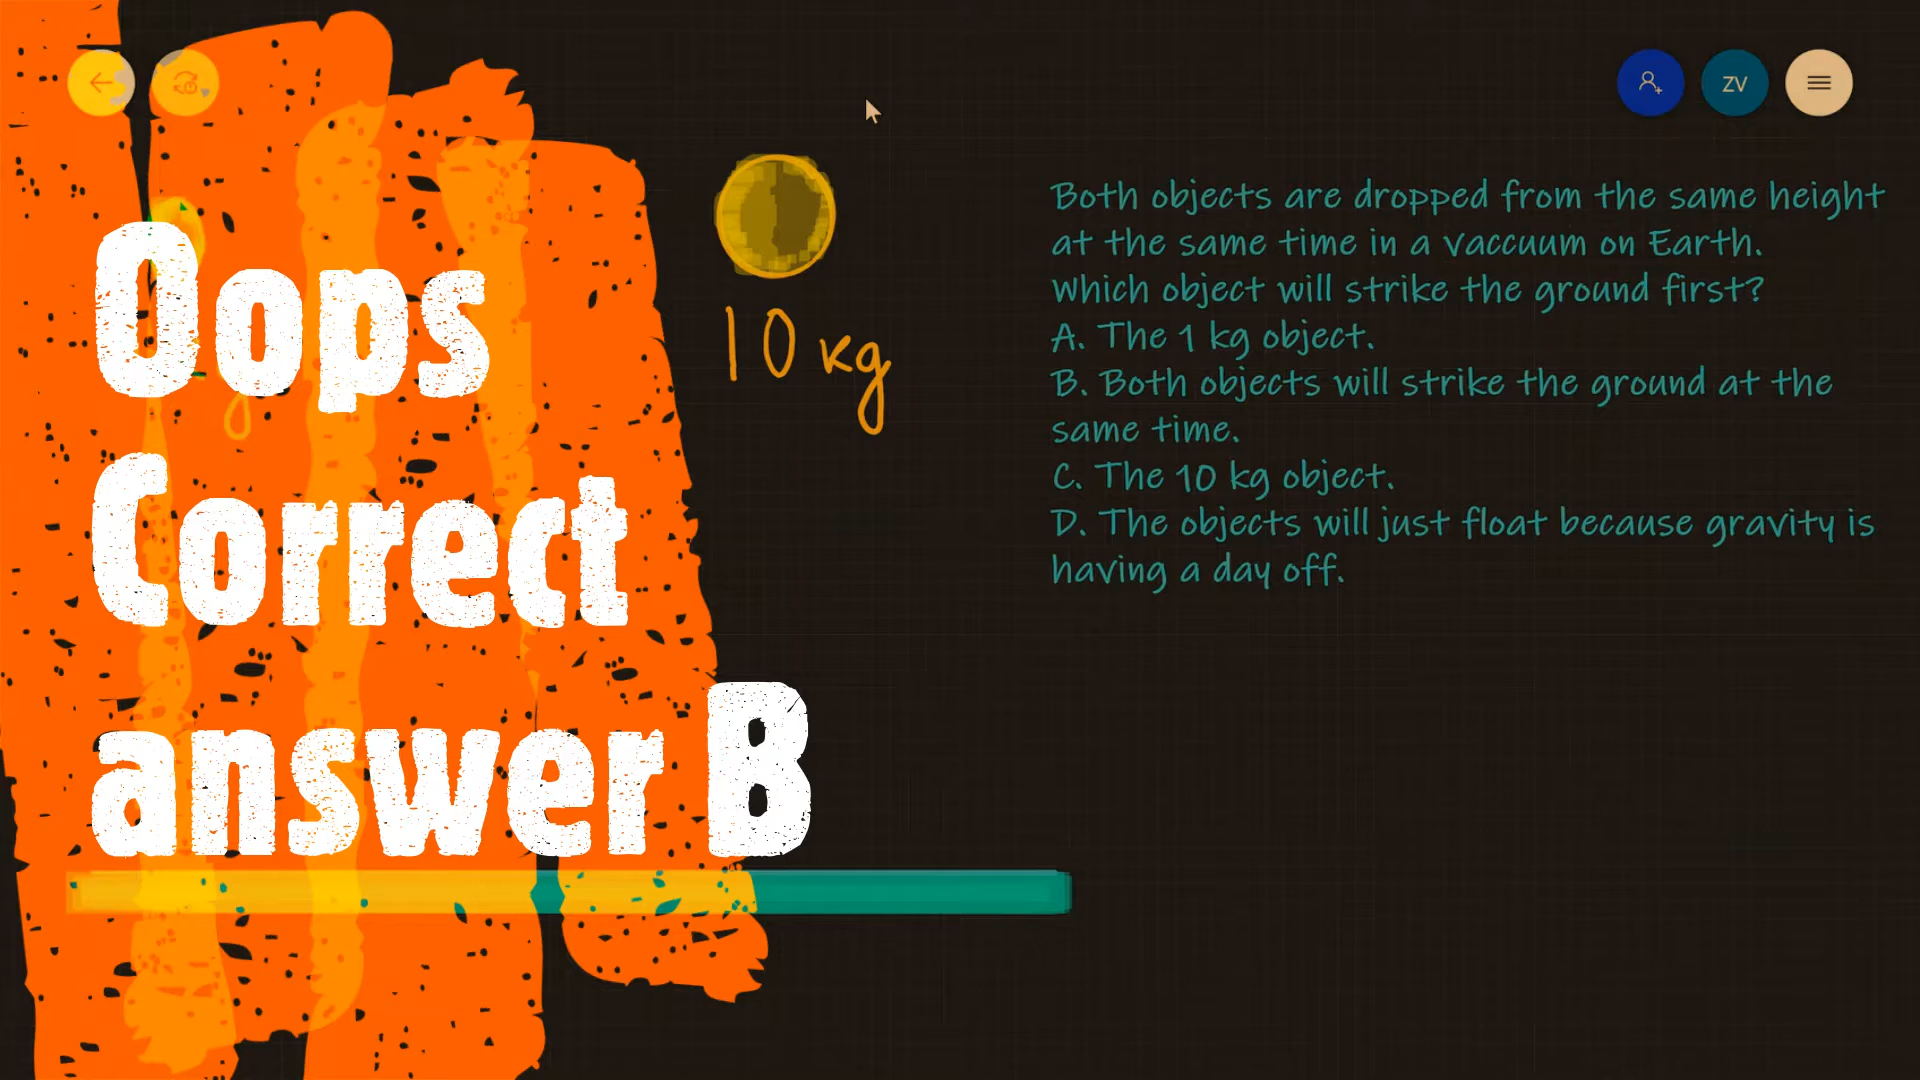 ZV
Oops
Correct
answer B
10 kg
Both objects are dropped from the same height
at the same time in a vaccuum on Earth.
Which object will strike the ground first?
A. The 1 kg object.
B. Both objects will strike the ground at the
same time.
C. The 10 kg object.
D. The objects will just float because gravity is
having a day off.